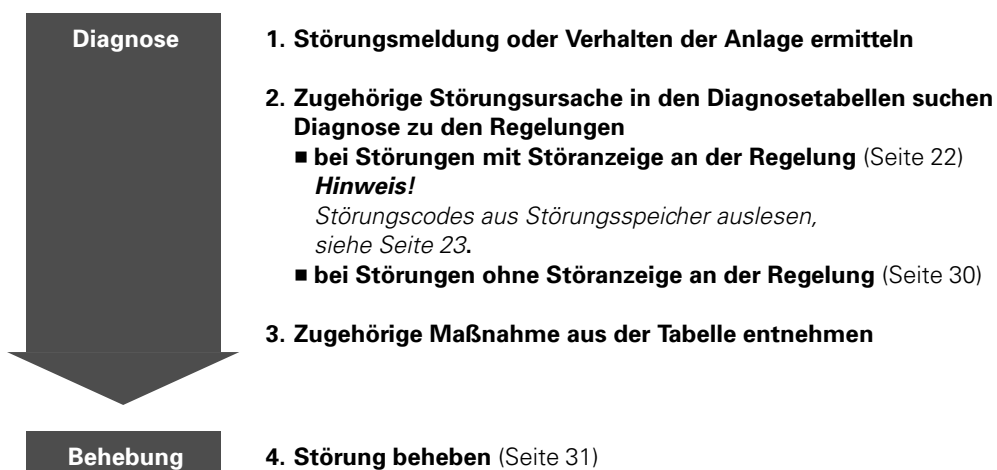 Diagnose
1. Störungsmeldung oder Verhalten der Anlage ermitteln
2. Zugehörige Störungsursache in den Diagnosetabellen suchen
Diagnose zu den Regelungen
■ bei Störungen mit Störanzeige an der Regelung (Seite 22)
Hinweis!
Störungscodes aus Störungsspeicher auslesen,
siehe Seite 23.
■ bei Störungen ohne Störanzeige an der Regelung (Seite 30)
3. Zugehörige Maßnahme aus der Tabelle entnehmen
Behebung
4. Störung beheben (Seite 31)